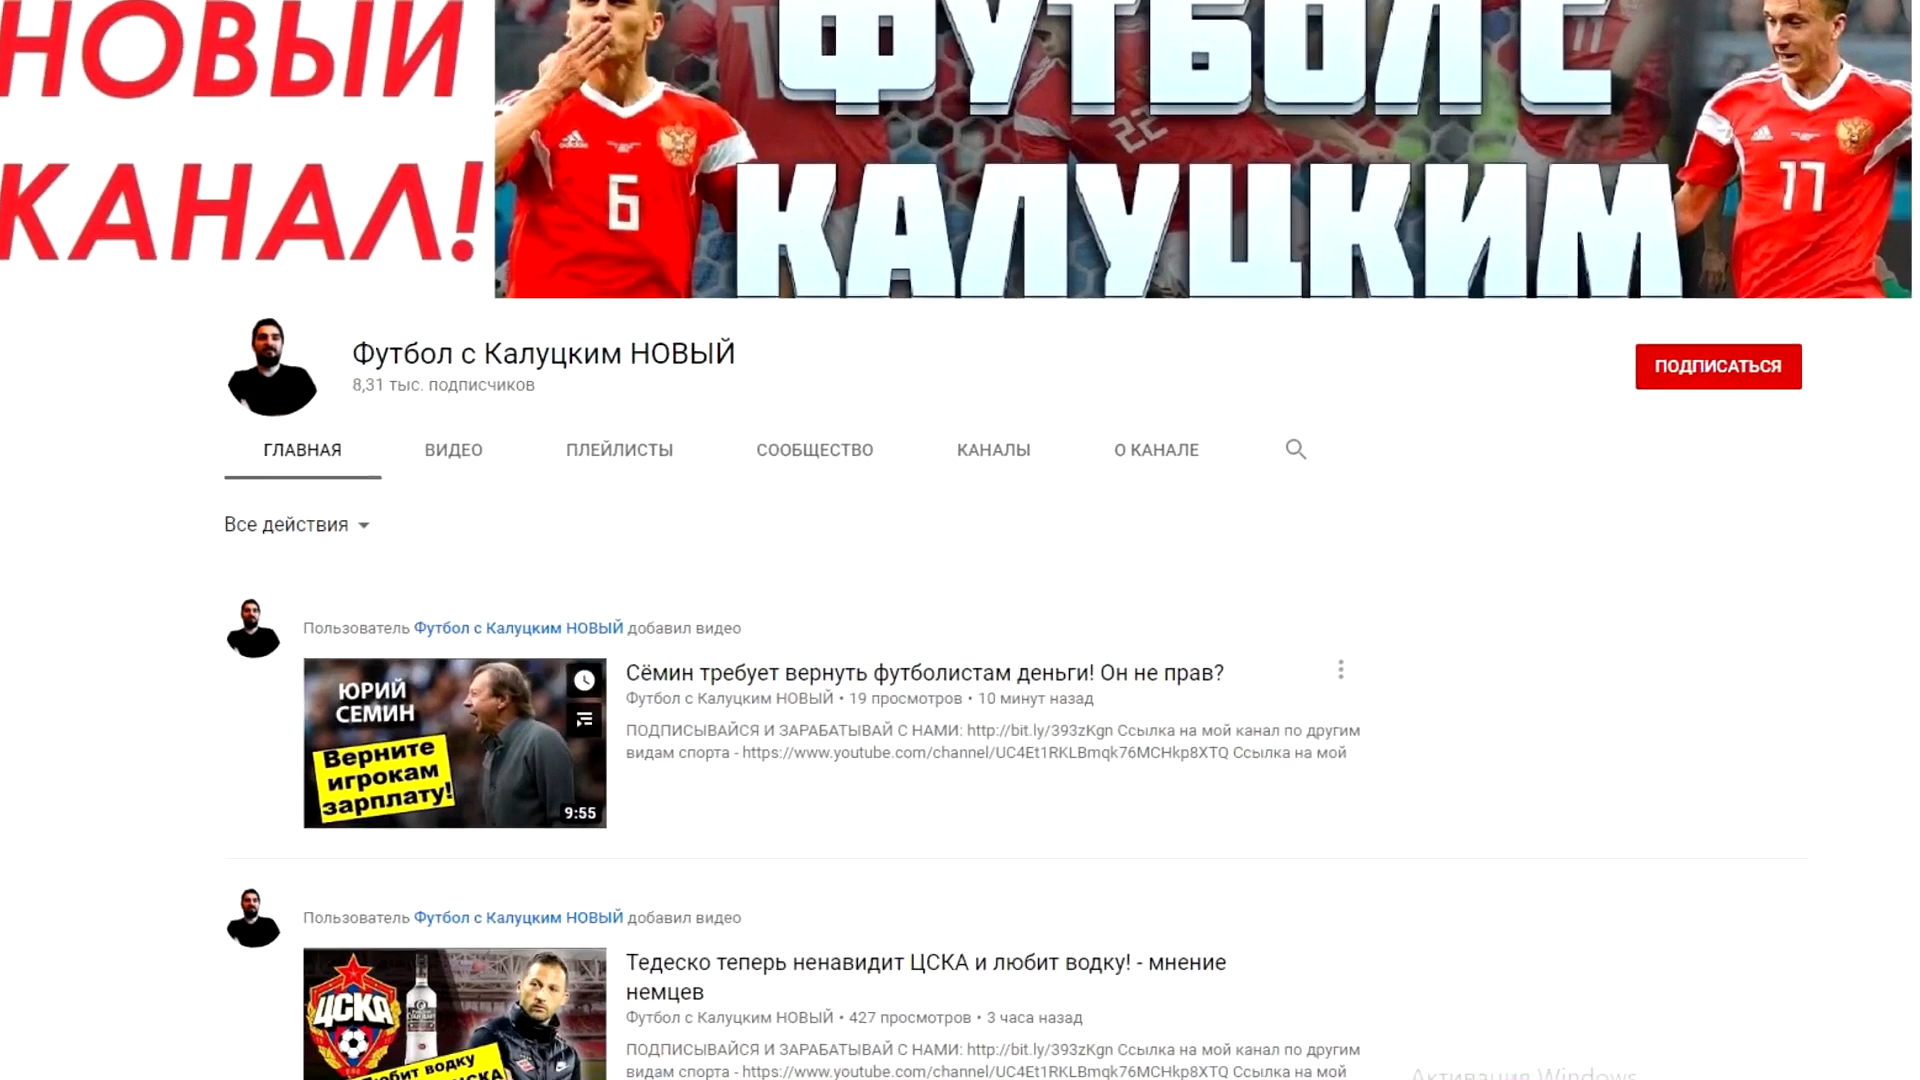 НОВЫЙ
КАНАЛ!
ФУТБОЛ С
КАЛУЦКИМ
6
22
17
Футбол с Калуцким НОВЫЙ
8,31 тыс. подписчиков
ПОДПИСАТЬСЯ
ГЛАВНАЯ
ВИДЕО
ПЛЕЙЛИСТЫ
СООБЩЕСТВО
КАНАЛЫ
О КАНАЛЕ
Все действия
Пользователь Футбол с Калуцким НОВЫЙ добавил видео
ЮРИЙ
СЕМИН
Верните
игрокам
зарплату!
9:55
Сёмин требует вернуть футболистам деньги! Он не прав?
Футбол с Калуцким НОВЫЙ • 19 просмотров • 10 минут назад
ПОДПИСЫВАЙСЯ И ЗАРАБАТЫВАЙ С НАМИ: http://bit.ly/393zKgn Ссылка на мой канал по другим
видам спорта - https://www.youtube.com/channel/UC4Et1RKLBmqk76MCHkp8XTQ Ссылка на мой
Пользователь Футбол с Калуцким НОВЫЙ добавил видео
ЦСКА
водку
Тедеско теперь ненавидит ЦСКА и любит водку! - мнение
немцев
Футбол с Калуцким НОВЫЙ • 427 просмотров • 3 часа назад
ПОДПИСЫВАЙСЯ И ЗАРАБАТЫВАЙ С НАМИ: http://bit.ly/393zKgn Ссылка на мой канал по другим
видам спорта - https://www.youtube.com/channel/UC4Et1RKLBmqk76MCHkp8XTQ Ссылка на мой
Активация Windows